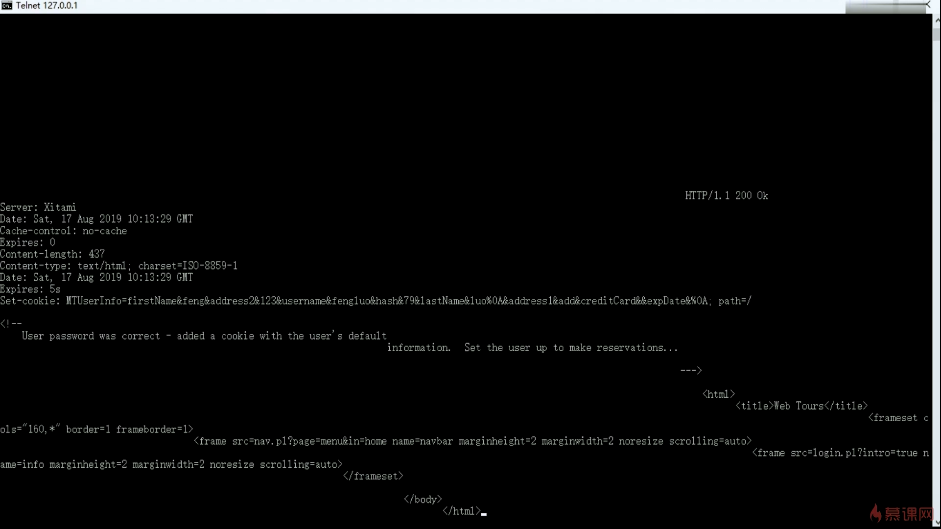 Telnet 127.0.0.1
HTTP/1.1 200 Ok
Server: Xitami
Date: Sat, 17 Aug 2019 10:13:29 GMT
Cache-control: no-cache
Expires: 0
Content-length: 437
Content-type: text/html; charset=ISO-8859-1
Date: Sat, 17 Aug 2019 10:13:29 GMT
Expires: 5s
Set-cookie: MTUserInfo=firstName&feng&address2&123&username&fengluo&hash&79&lastName&luo%0A&address1&add&creditCard&&expDate&%0A; path=/
<!--
User password was correct - added a cookie with the user's default
information.  Set the user up to make reservations...
--->
<html>
<title>Web Tours</title>
<frameset c
ols="160,*" border=1 frameborder=1>
<frame src=nav.pl?page=menu&in=home name=navbar marginheight=2 marginwidth=2 noresize scrolling=auto>
<frame src=login.pl?intro=true n
ame=info marginheight=2 marginwidth=2 noresize scrolling=auto>
</frameset>
</body>
</html>
慕课网